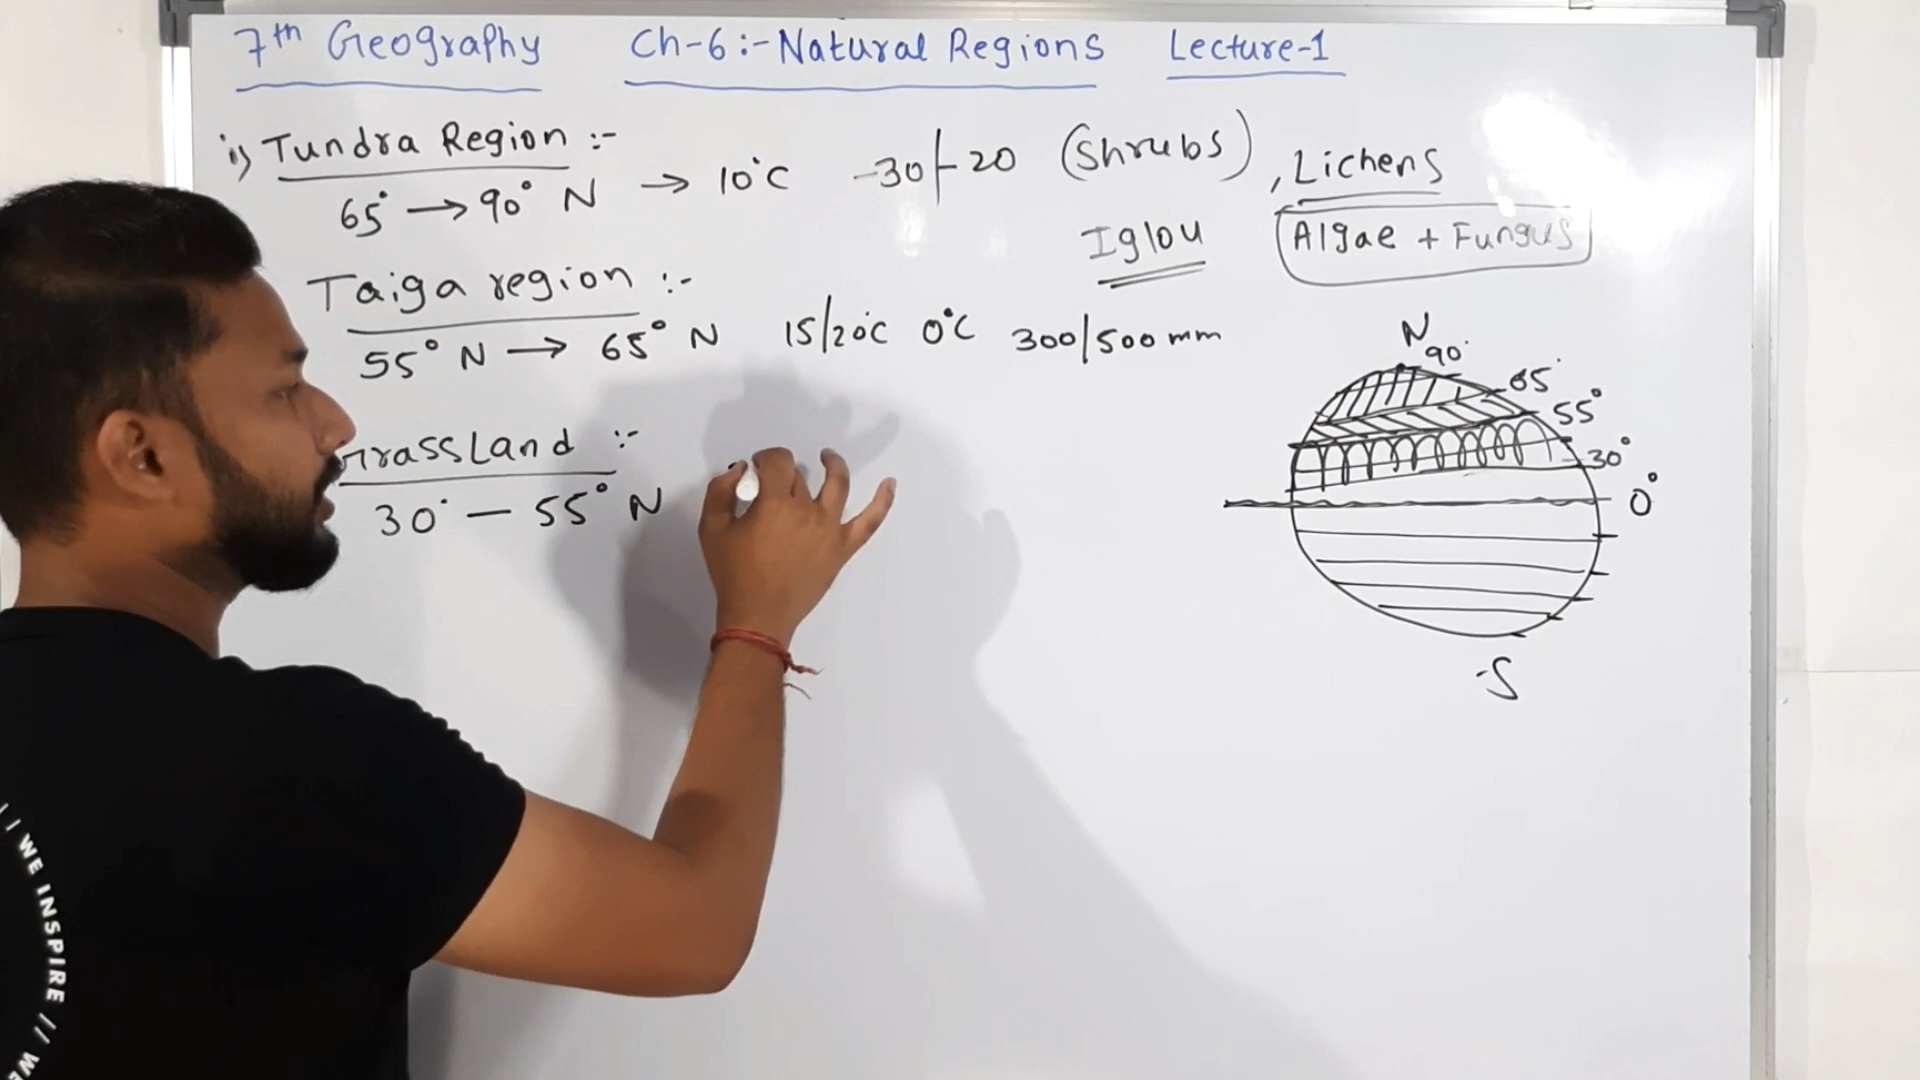 7th Geography Ch-6:- Natural Regions Lecture-1
i) Tundra Region :-
65° → 90° N → 10°C -30/-20 (Shrubs) , Lichens
Iglou Algae + Fungus
Taiga region :-
55° N → 65° N 15/20°C 0°C 300/500 mm
GrassLand :-
30° - 55° N
N
90°
65°
55°
30°
0°
S
// WE INSPIRE // WE